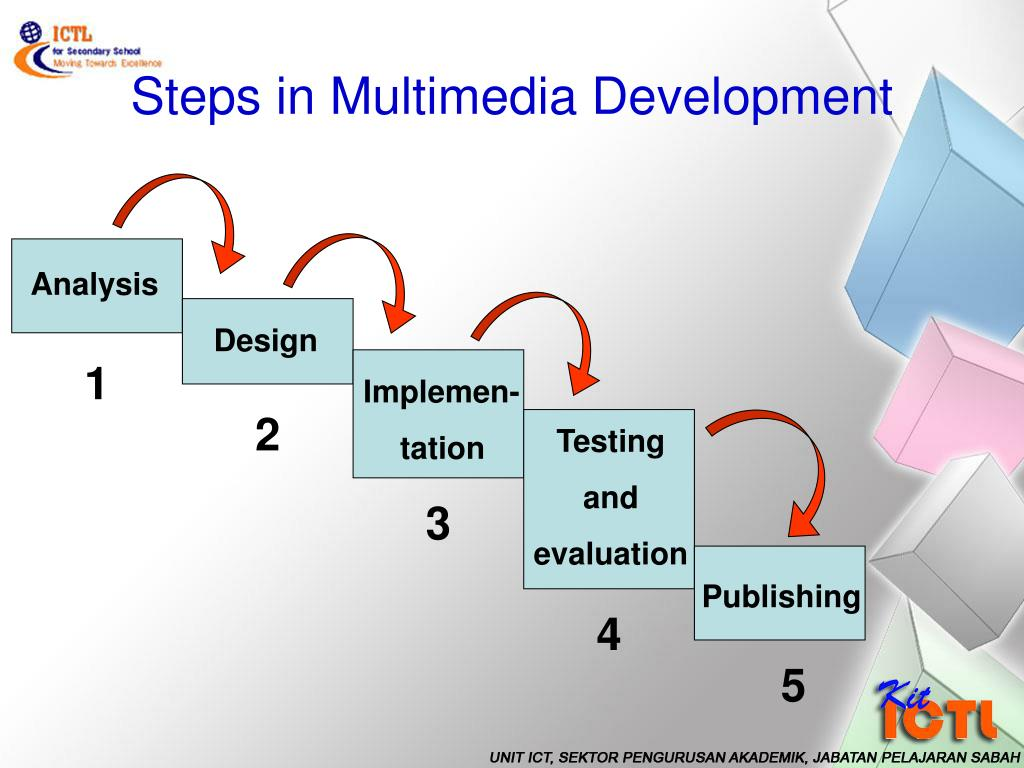 ICTL
for Secondary School
Moving Towards Excellence
Steps in Multimedia Development
Analysis
1
Design
2
Implemen-
tation
3
Testing
and
evaluation
4
Publishing
5
Kit
ICTL
UNIT ICT, SEKTOR PENGURUSAN AKADEMIK, JABATAN PELAJARAN SABAH